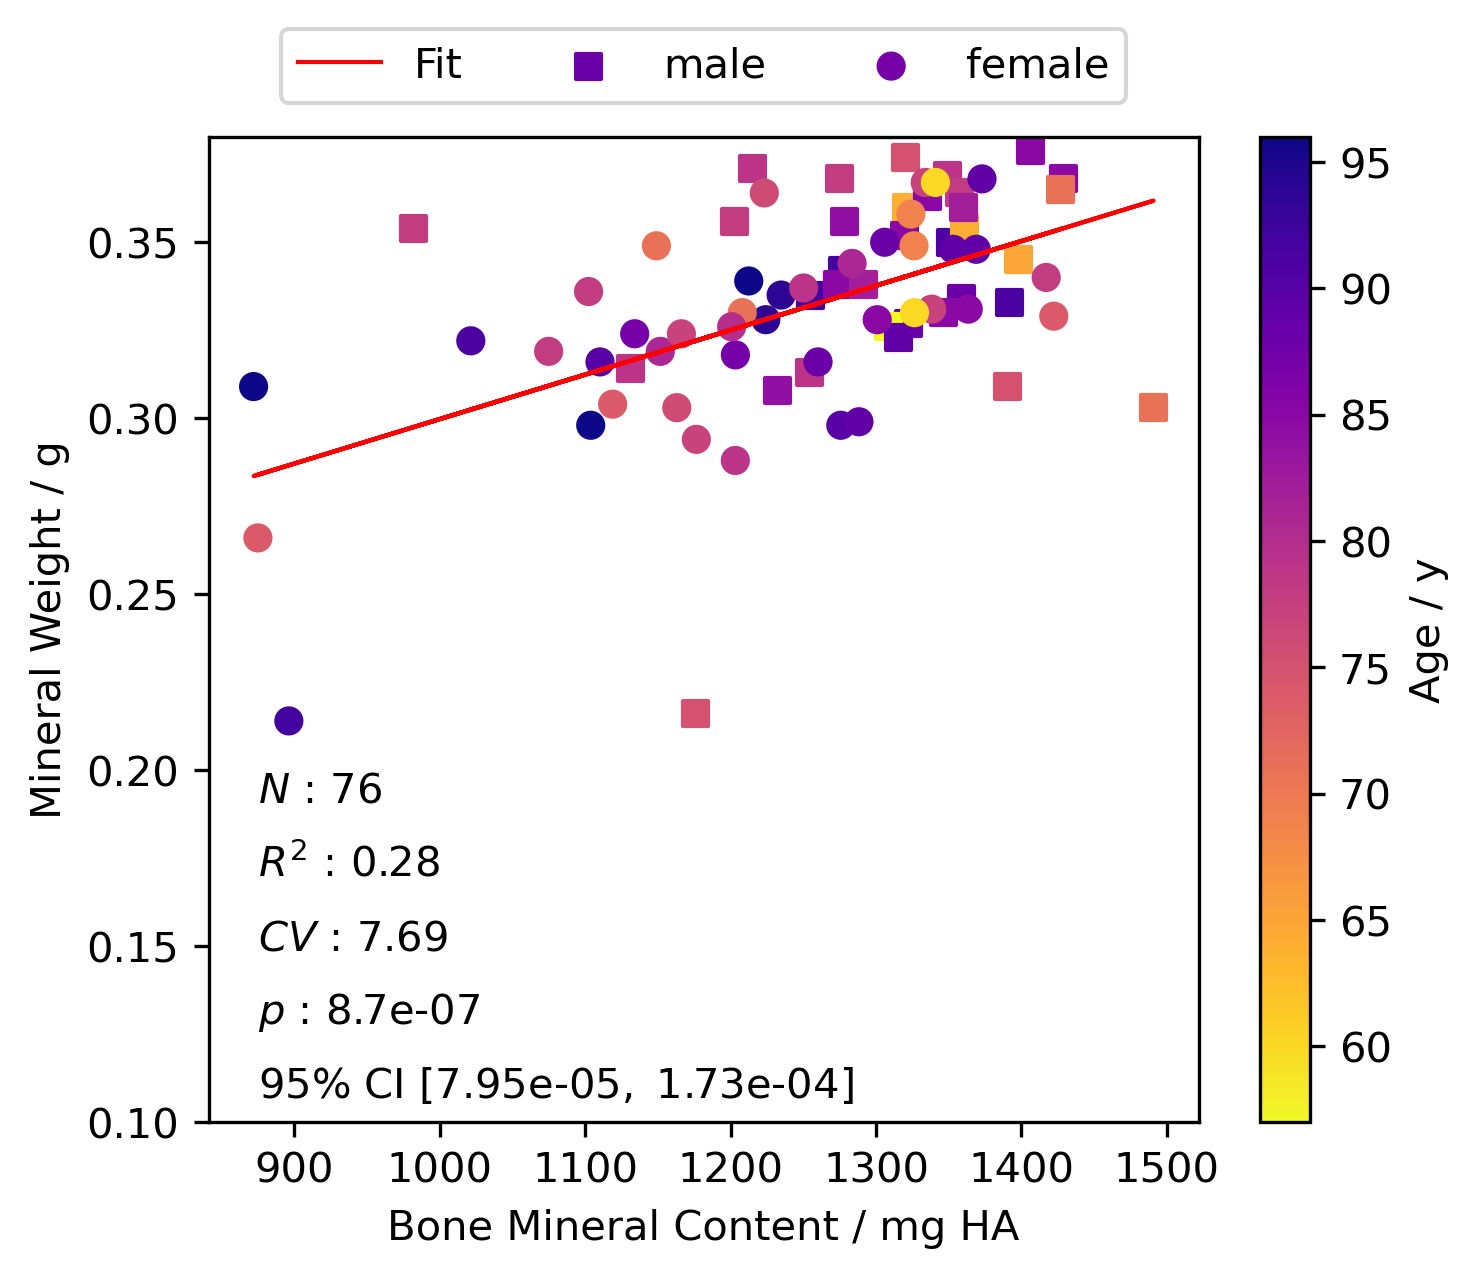 Fit male female
0.35
0.30
0.25
0.20
0.15
0.10
Mineral Weight / g
N : 76
R² : 0.28
CV : 7.69
p : 8.7e-07
95% CI [7.95e-05, 1.73e-04]
900 1000 1100 1200 1300 1400 1500
Bone Mineral Content / mg HA
95
90
85
80
75
70
65
60
Age / y